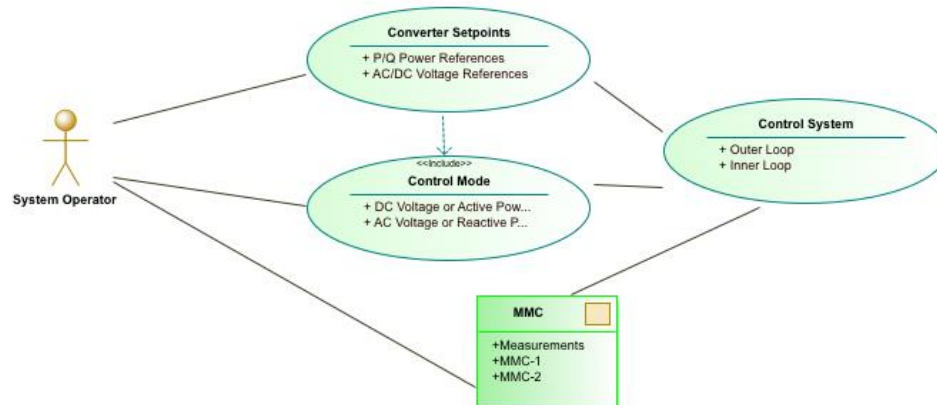 Converter Setpoints
+ P/Q Power References
+ AC/DC Voltage References
System Operator
<<Include>>
Control Mode
+ DC Voltage or Active Pow...
+ AC Voltage or Reactive P...
Control System
+ Outer Loop
+ Inner Loop
MMC
+Measurements
+MMC-1
+MMC-2